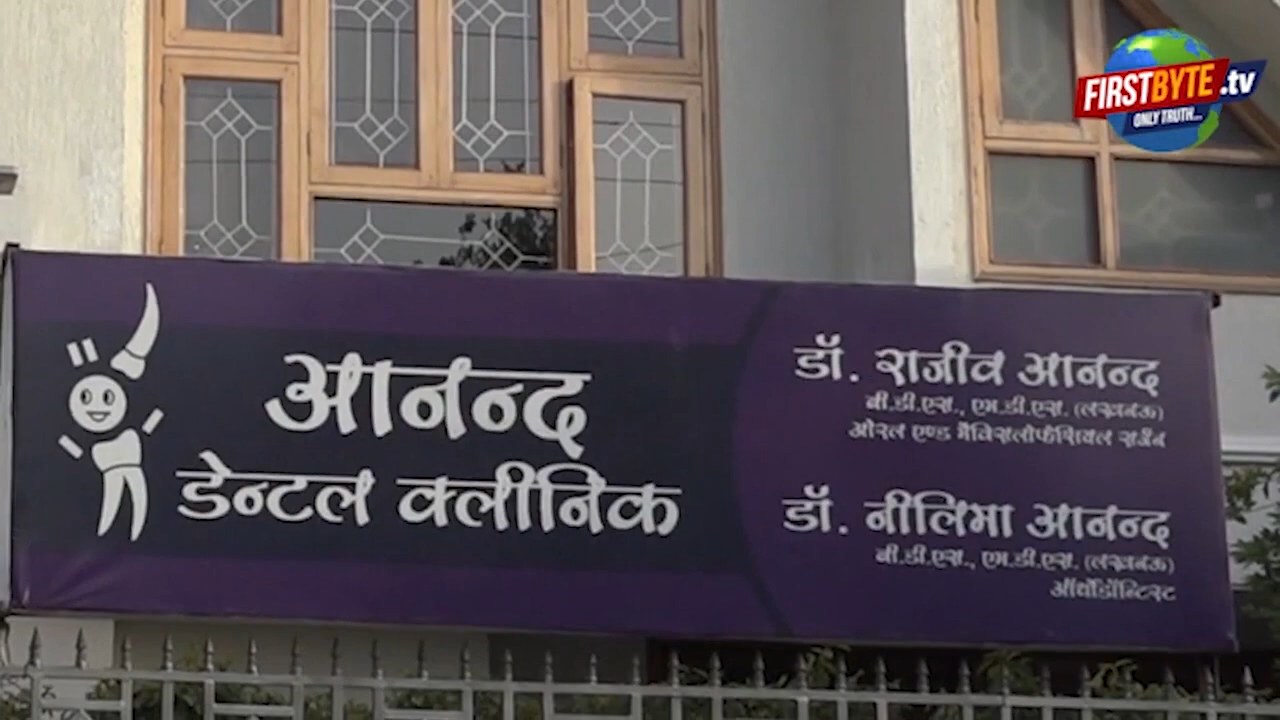 FIRSTBYTE.tv
ONLY TRUTH...
आनन्द
डेन्टल क्लीनिक
डॉ. राजीव आनन्द
बी.डी.एस., एम.डी.एस. (लखनऊ)
ओरल एण्ड मैक्सिलोफेशियल सर्जन
डॉ. नीलिमा आनन्द
बी.डी.एस., एम.डी.एस. (लखनऊ)
ऑर्थोडॉन्टिस्ट